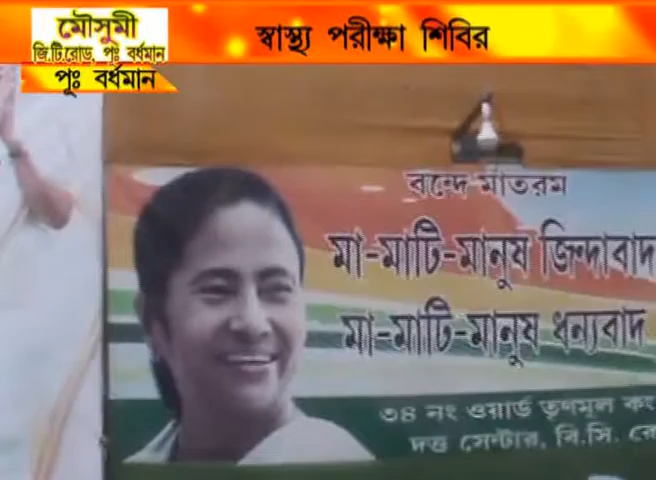 মৌসুমী
জি.টি.রোড, পূঃ বর্ধমান
পূঃ বর্ধমান
স্বাস্থ্য পরীক্ষা শিবির
বন্দে মাতরম
মা-মাটি-মানুষ জিন্দাবাদ
মা-মাটি-মানুষ ধন্যবাদ
৩৪ নং ওয়ার্ড তৃণমূল কং
দত্ত সেন্টার, বি.সি. রো